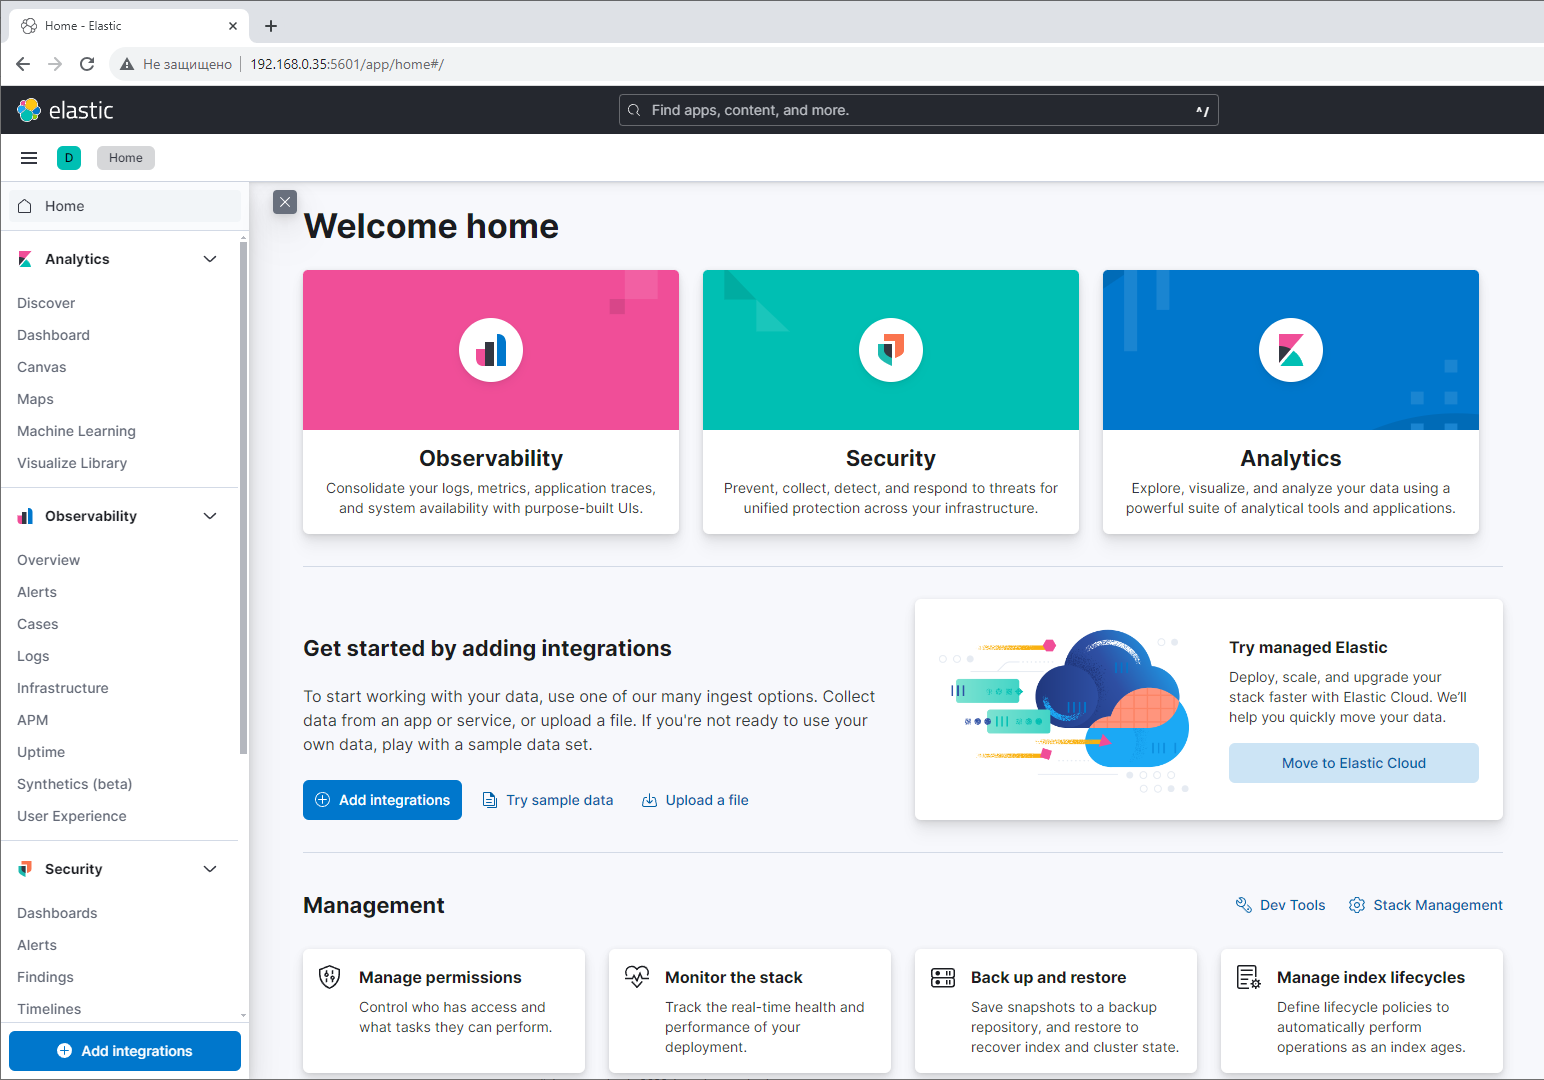 Home - Elastic
Не защищено
192.168.0.35:5601/app/home#/
elastic
Find apps, content, and more.
^/
D
Home
Home
Analytics
Discover
Dashboard
Canvas
Maps
Machine Learning
Visualize Library
Observability
Overview
Alerts
Cases
Logs
Infrastructure
APM
Uptime
Synthetics (beta)
User Experience
Security
Dashboards
Alerts
Findings
Timelines
Add integrations
Welcome home
Observability
Consolidate your logs, metrics, application traces,
and system availability with purpose-built UIs.
Security
Prevent, collect, detect, and respond to threats for
unified protection across your infrastructure.
Analytics
Explore, visualize, and analyze your data using a
powerful suite of analytical tools and applications.
Get started by adding integrations
To start working with your data, use one of our many ingest options. Collect
data from an app or service, or upload a file. If you're not ready to use your
own data, play with a sample data set.
Add integrations
Try sample data
Upload a file
Try managed Elastic
Deploy, scale, and upgrade your
stack faster with Elastic Cloud. We'll
help you quickly move your data.
Move to Elastic Cloud
Management
Dev Tools
Stack Management
Manage permissions
Control who has access and
what tasks they can perform.
Monitor the stack
Track the real-time health and
performance of your
deployment.
Back up and restore
Save snapshots to a backup
repository, and restore to
recover index and cluster state.
Manage index lifecycles
Define lifecycle policies to
automatically perform
operations as an index ages.